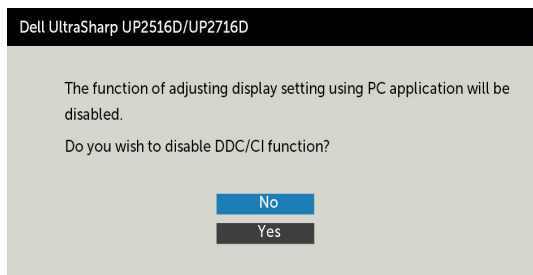 Dell UltraSharp UP2516D/UP2716D
The function of adjusting display setting using PC application will be
disabled.
Do you wish to disable DDC/CI function?
No
Yes